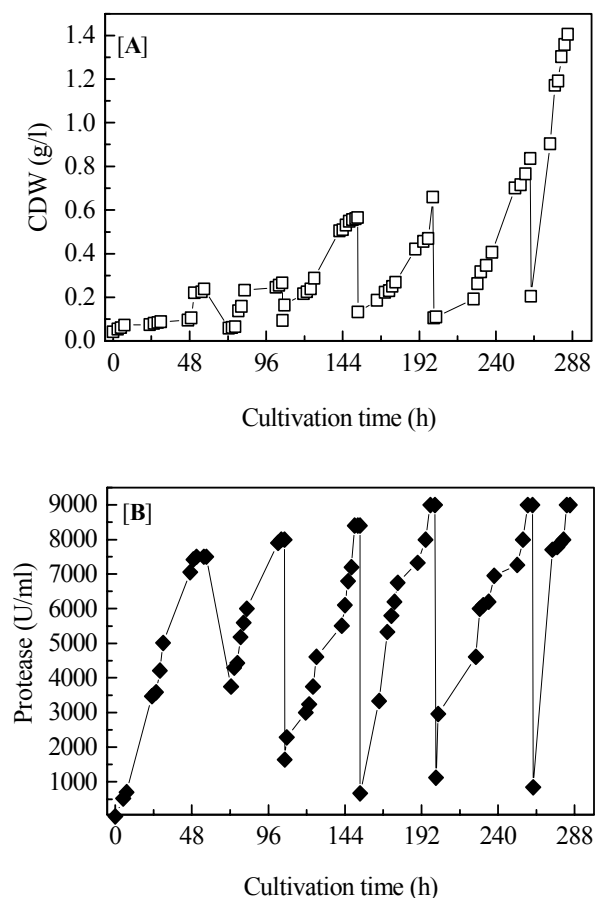 [A]
CDW (g/l)
1.4
1.2
1.0
0.8
0.6
0.4
0.2
0.0
0 48 96 144 192 240 288
Cultivation time (h)
[B]
Protease (U/ml)
9000
8000
7000
6000
5000
4000
3000
2000
1000
0 48 96 144 192 240 288
Cultivation time (h)